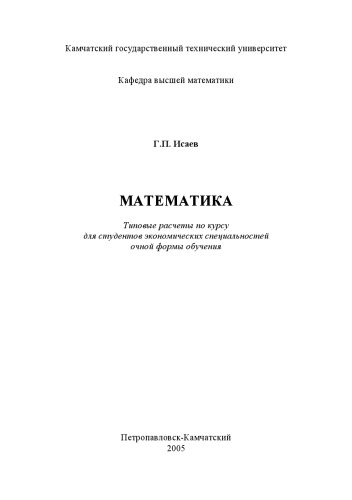 Камчатский государственный технический университет
Кафедра высшей математики
Г.П. Исаев
МАТЕМАТИКА
Типовые расчеты по курсу
для студентов экономических специальностей
очной формы обучения
Петропавловск-Камчатский
2005